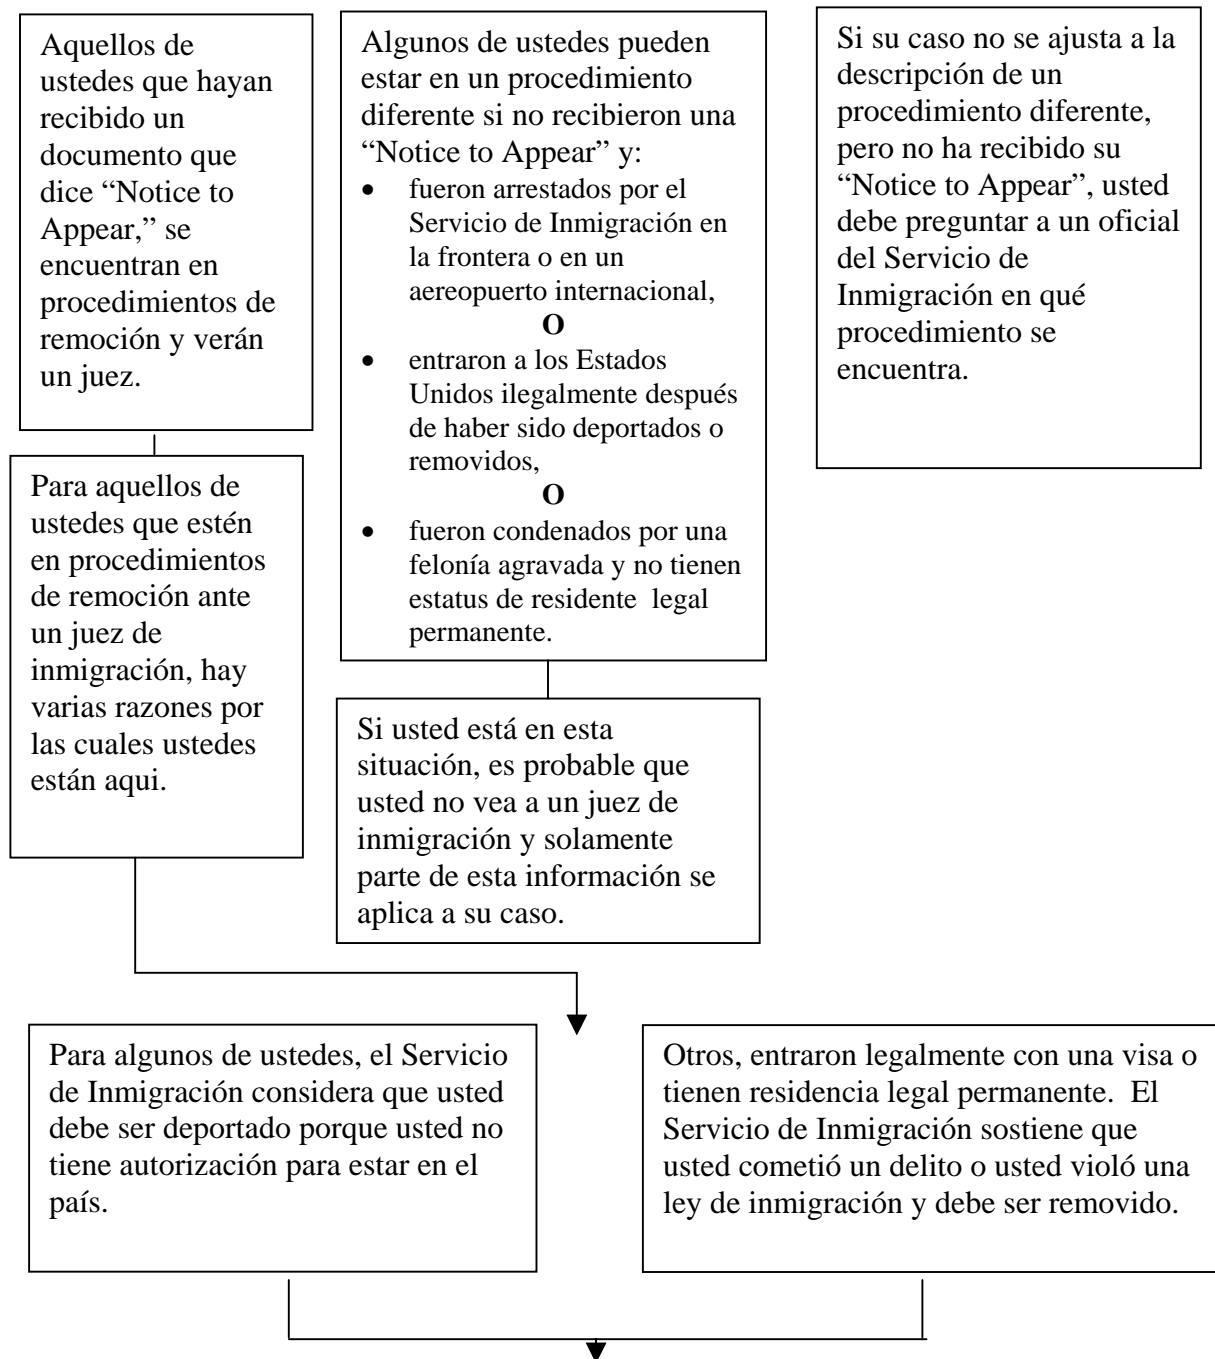 Aquellos de
ustedes que hayan
recibido un
documento que
dice “Notice to
Appear,” se
encuentran en
procedimientos de
remoción y verán
un juez.
Para aquellos de
ustedes que estén
en procedimientos
de remoción ante
un juez de
inmigración, hay
varias razones por
las cuales ustedes
están aqui.
Algunos de ustedes pueden
estar en un procedimiento
diferente si no recibieron una
“Notice to Appear” y:
• fueron arrestados por el
Servicio de Inmigración en
la frontera o en un
aereopuerto internacional,
O
• entraron a los Estados
Unidos ilegalmente después
de haber sido deportados o
removidos,
O
• fueron condenados por una
felonía agravada y no tienen
estatus de residente legal
permanente.
Si usted está en esta
situación, es probable que
usted no vea a un juez de
inmigración y solamente
parte de esta información se
aplica a su caso.
Si su caso no se ajusta a la
descripción de un
procedimiento diferente,
pero no ha recibido su
“Notice to Appear”, usted
debe preguntar a un oficial
del Servicio de
Inmigración en qué
procedimiento se
encuentra.
Para algunos de ustedes, el Servicio
de Inmigración considera que usted
debe ser deportado porque usted no
tiene autorización para estar en el
país.
Otros, entraron legalmente con una visa o
tienen residencia legal permanente. El
Servicio de Inmigración sostiene que
usted cometió un delito o usted violó una
ley de inmigración y debe ser removido.